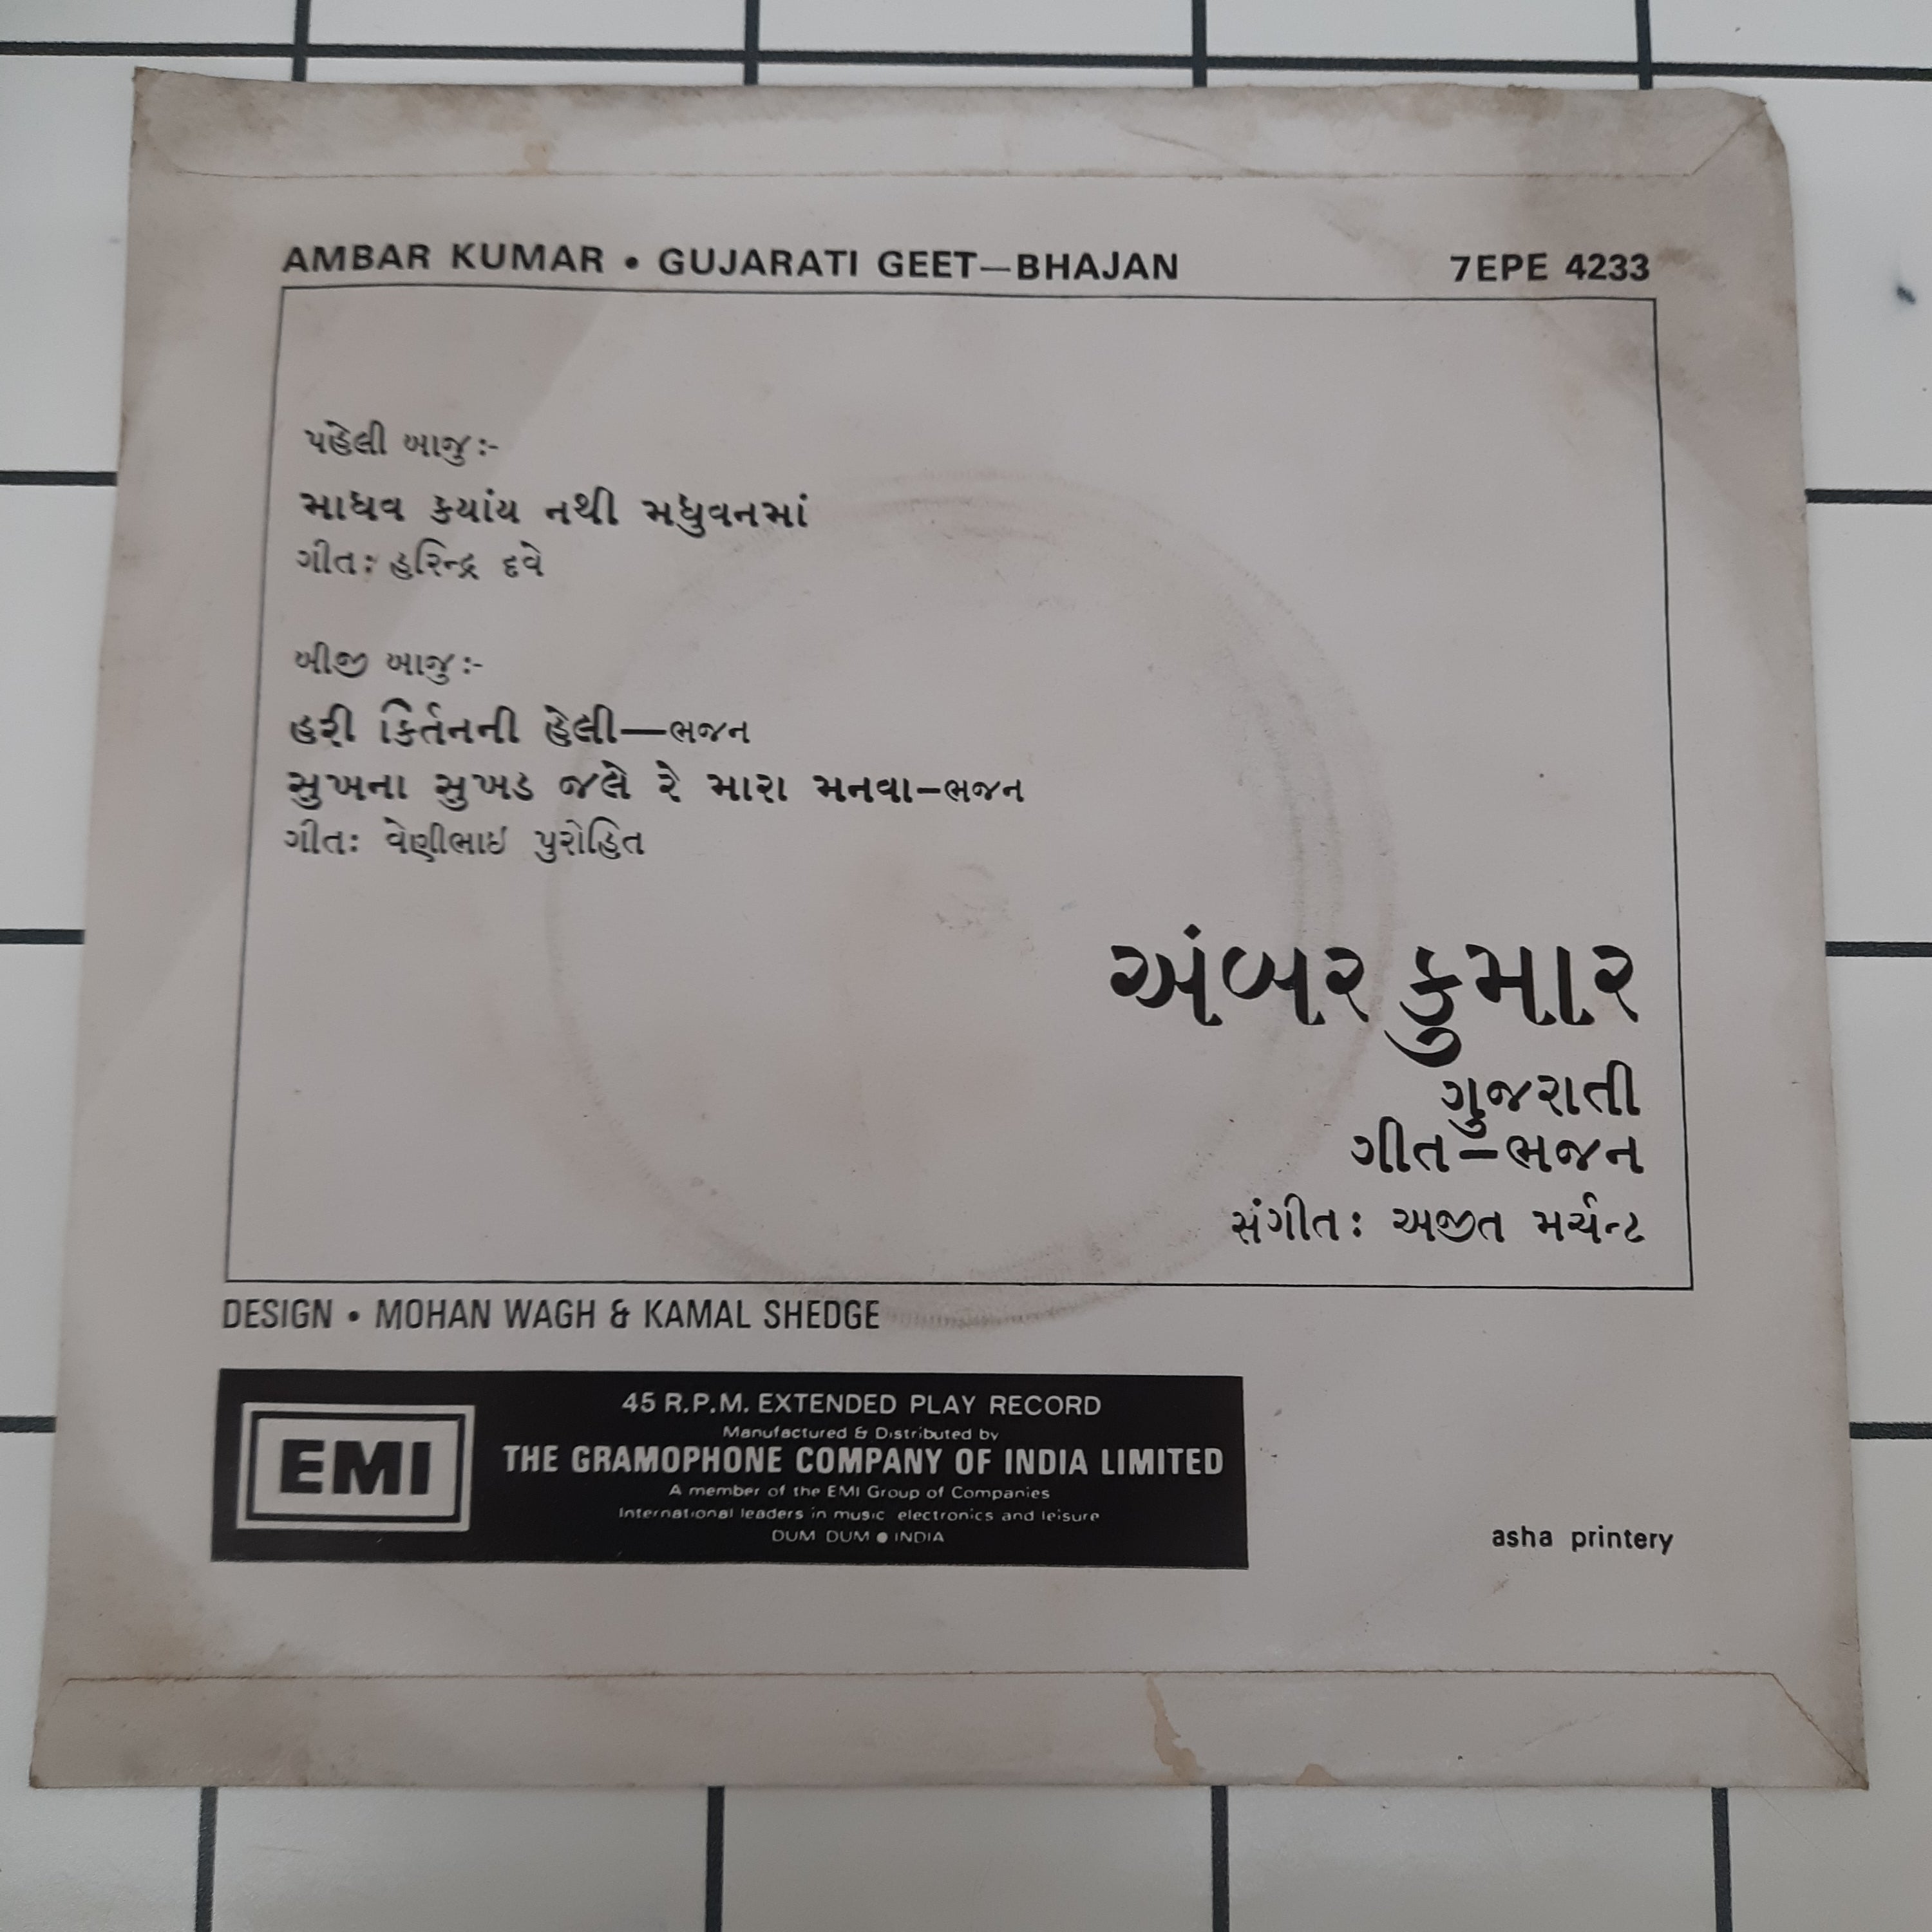 AMBAR KUMAR • GUJARATI GEET—BHAJAN 7EPE 4233
પહેલી બાજુ :-
માધવ કયાંય નથી મધુવનમાં
ગીત: હરિન્દ્ર દવે
બીજી બાજુ :-
હરી કિર્તનની હેલી—ભજન
સુખના સુખડ જલે રે મારા મનવા—ભજન
ગીત: વેણીભાઇ પુરોહિત
અંબર કુમાર
ગુજરાતી
ગીત—ભજન
સંગીત: અજીત મર્ચન્ટ
DESIGN • MOHAN WAGH & KAMAL SHEDGE
EMI
45 R.P.M. EXTENDED PLAY RECORD
Manufactured & Distributed by
THE GRAMOPHONE COMPANY OF INDIA LIMITED
A member of the EMI Group of Companies
International leaders in music electronics and leisure
DUM DUM ● INDIA
asha printery